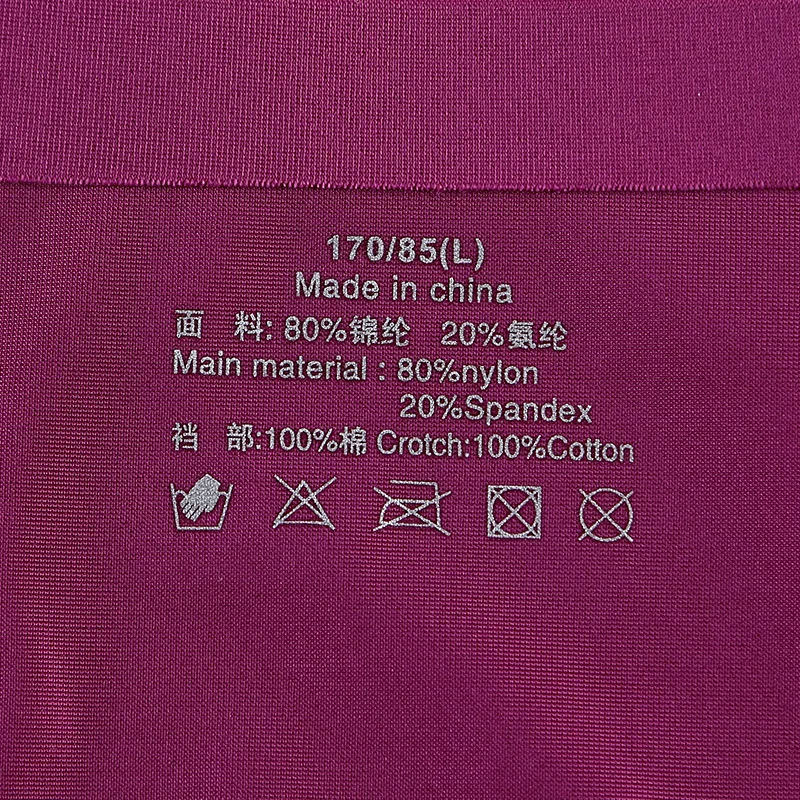 170/85(L)
Made in china
面 料: 80%锦纶 20%氨纶
Main material : 80%nylon
20%Spandex
裆 部:100%棉 Crotch:100%Cotton